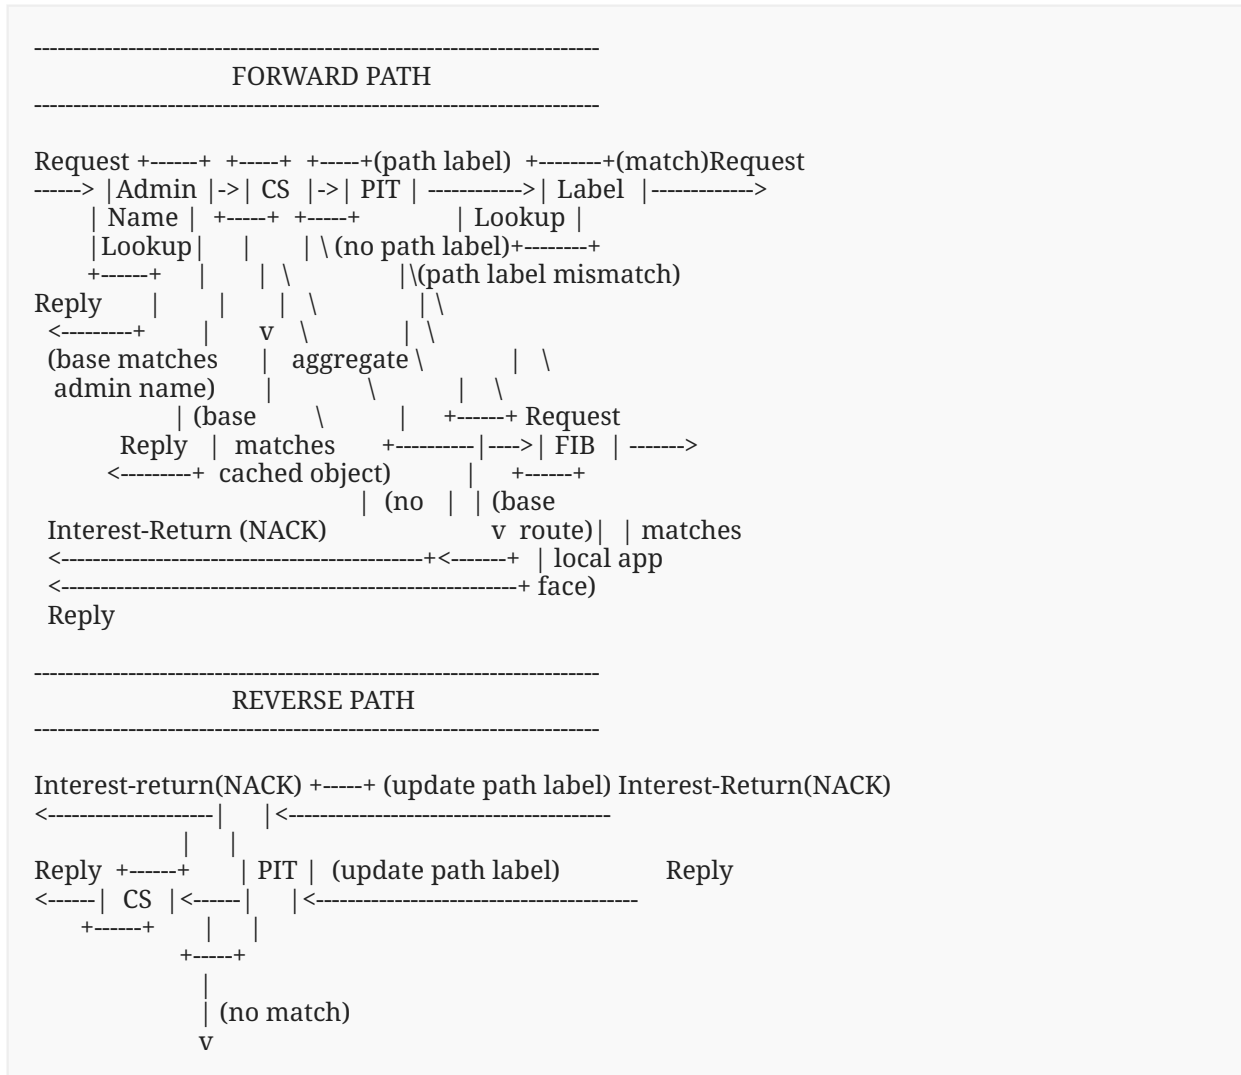 ------------------------------------------------------------------------
FORWARD PATH
------------------------------------------------------------------------
Request +------+  +-----+  +-----+(path label)  +--------+(match)Request
------> |Admin |->| CS  |->| PIT | ------------>| Label  |------------->
| Name |  +-----+  +-----+              | Lookup |
|Lookup|      |        | \ (no path label)+--------+
+------+      |        |  \                |\(path label mismatch)
Reply        |         |        |   \               | \
<---------+         |        v    \              |  \
(base matches       |    aggregate \             |   \
admin name)        |              \            |    \
| (base         \           |     +------+ Request
Reply   |  matches       +----------|---->| FIB  | ------->
<---------+  cached object)            |     +------+
|  (no   |  | (base
Interest-Return (NACK)                         v  route)|  | matches
<----------------------------------------------+<-------+   | local app
<----------------------------------------------------------+ face)
Reply
------------------------------------------------------------------------
REVERSE PATH
------------------------------------------------------------------------
Interest-return(NACK) +-----+ (update path label) Interest-Return(NACK)
<---------------------|     |<-----------------------------------------
|     |
Reply  +------+       | PIT |  (update path label)                Reply
<------|  CS  |<------|     |<-----------------------------------------
+------+       |     |
+-----+
|
| (no match)
v